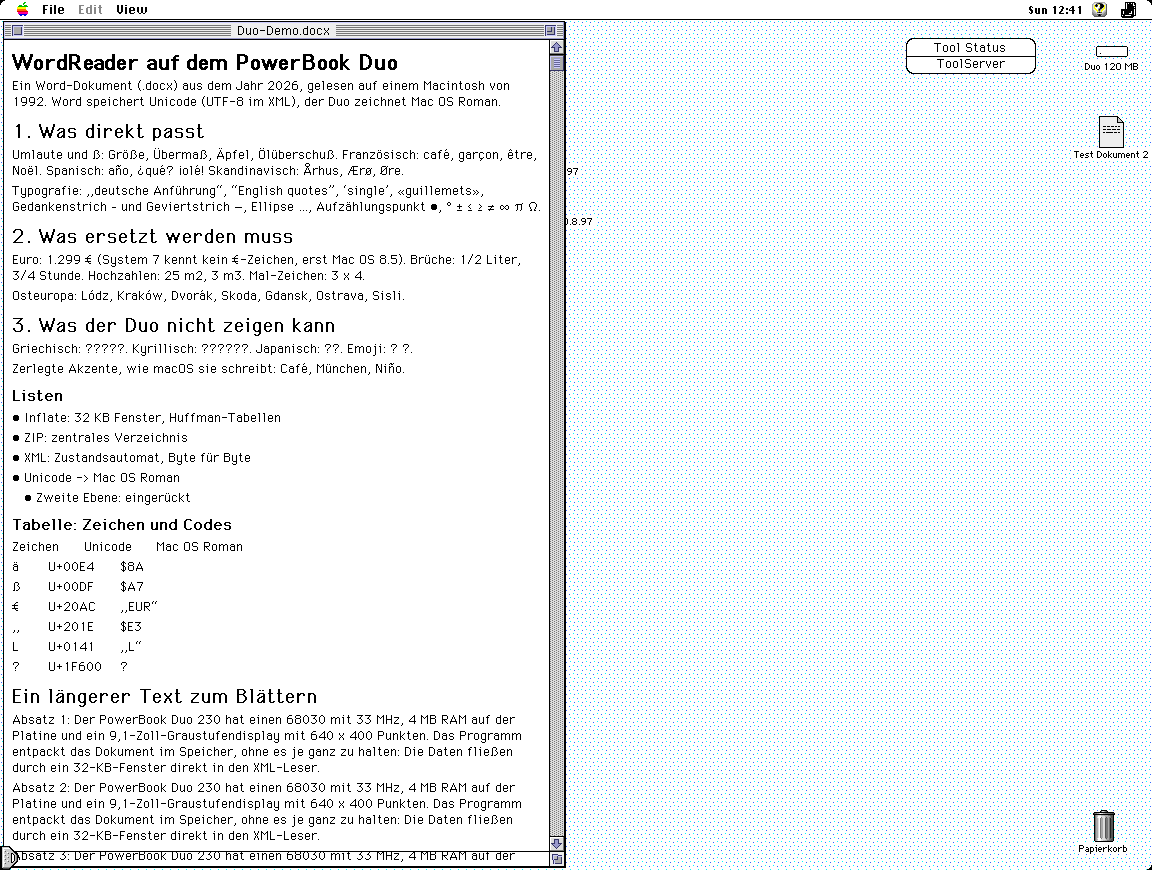 File Edit View
Sun 12:41
Duo-Demo.docx
WordReader auf dem PowerBook Duo
Ein Word-Dokument (.docx) aus dem Jahr 2026, gelesen auf einem Macintosh von
1992. Word speichert Unicode (UTF-8 im XML), der Duo zeichnet Mac OS Roman.
1. Was direkt passt
Umlaute und ß: Größe, Übermaß, Äpfel, Ölüberschuß. Französisch: café, garçon, être,
Noël. Spanisch: año, ¿qué? ¡olé! Skandinavisch: Århus, Ærø, Øre.
Typografie: „deutsche Anführung“, “English quotes”, ‘single’, «guillemets»,
Gedankenstrich – und Geviertstrich —, Ellipse …, Aufzählungspunkt •, ° ± ≤ ≥ ≠ ∞ π Ω.
2. Was ersetzt werden muss
Euro: 1.299 € (System 7 kennt kein €-Zeichen, erst Mac OS 8.5). Brüche: 1/2 Liter,
3/4 Stunde. Hochzahlen: 25 m2, 3 m3. Mal-Zeichen: 3 x 4.
Osteuropa: Lódz, Kraków, Dvorák, Skoda, Gdansk, Ostrava, Sisli.
3. Was der Duo nicht zeigen kann
Griechisch: ?????. Kyrillisch: ??????. Japanisch: ??. Emoji: ? ?.
Zerlegte Akzente, wie macOS sie schreibt: Café, München, Niño.
Listen
• Inflate: 32 KB Fenster, Huffman-Tabellen
• ZIP: zentrales Verzeichnis
• XML: Zustandsautomat, Byte für Byte
• Unicode -> Mac OS Roman
• Zweite Ebene: eingerückt
Tabelle: Zeichen und Codes
Zeichen Unicode Mac OS Roman
ä U+00E4 $8A
ß U+00DF $A7
€ U+20AC „EUR“
„ U+201E $E3
L U+0141 „L“
? U+1F600 ?
Ein längerer Text zum Blättern
Absatz 1: Der PowerBook Duo 230 hat einen 68030 mit 33 MHz, 4 MB RAM auf der
Platine und ein 9,1-Zoll-Graustufendisplay mit 640 x 400 Punkten. Das Programm
entpackt das Dokument im Speicher, ohne es je ganz zu halten: Die Daten fließen
durch ein 32-KB-Fenster direkt in den XML-Leser.
Absatz 2: Der PowerBook Duo 230 hat einen 68030 mit 33 MHz, 4 MB RAM auf der
Platine und ein 9,1-Zoll-Graustufendisplay mit 640 x 400 Punkten. Das Programm
entpackt das Dokument im Speicher, ohne es je ganz zu halten: Die Daten fließen
durch ein 32-KB-Fenster direkt in den XML-Leser.
Absatz 3: Der PowerBook Duo 230 hat einen 68030 mit 33 MHz, 4 MB RAM auf der
97
.8.97
Tool Status
ToolServer
Duo 120 MB
Test Dokument 2
Papierkorb